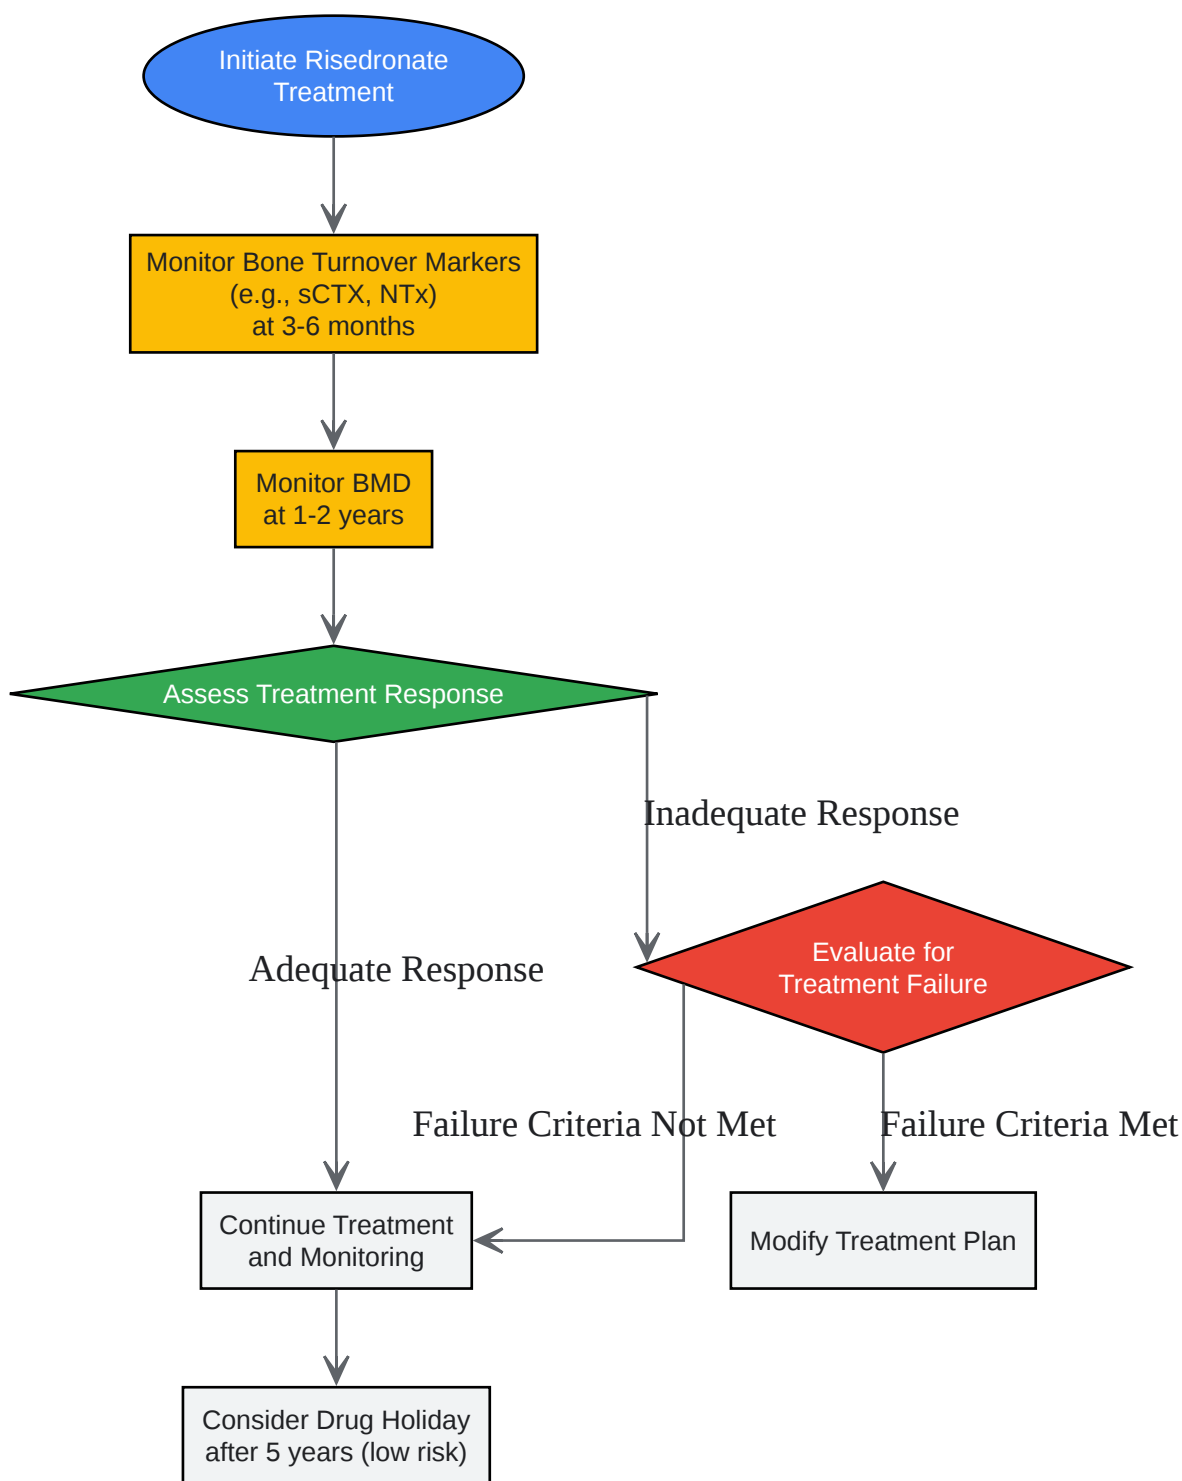 Initiate Risedronate
Treatment
Monitor Bone Turnover Markers
(e.g., sCTX, NTx)
at 3-6 months
Monitor BMD
at 1-2 years
Assess Treatment Response
Inadequate Response
Evaluate for
Treatment Failure
Adequate Response
Failure Criteria Not Met
Failure Criteria Met
Continue Treatment
and Monitoring
Modify Treatment Plan
Consider Drug Holiday
after 5 years (low risk)